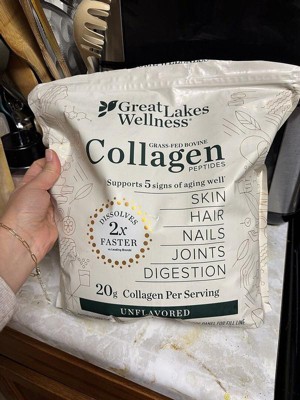 Great Lakes
Wellness®
GRASS-FED BOVINE
Collagen
PEPTIDES
Supports 5 signs of aging well*
SKIN
HAIR
NAILS
JOINTS
DIGESTION
DISSOLVES
2x
FASTER
20g Collagen Per Serving
UNFLAVORED